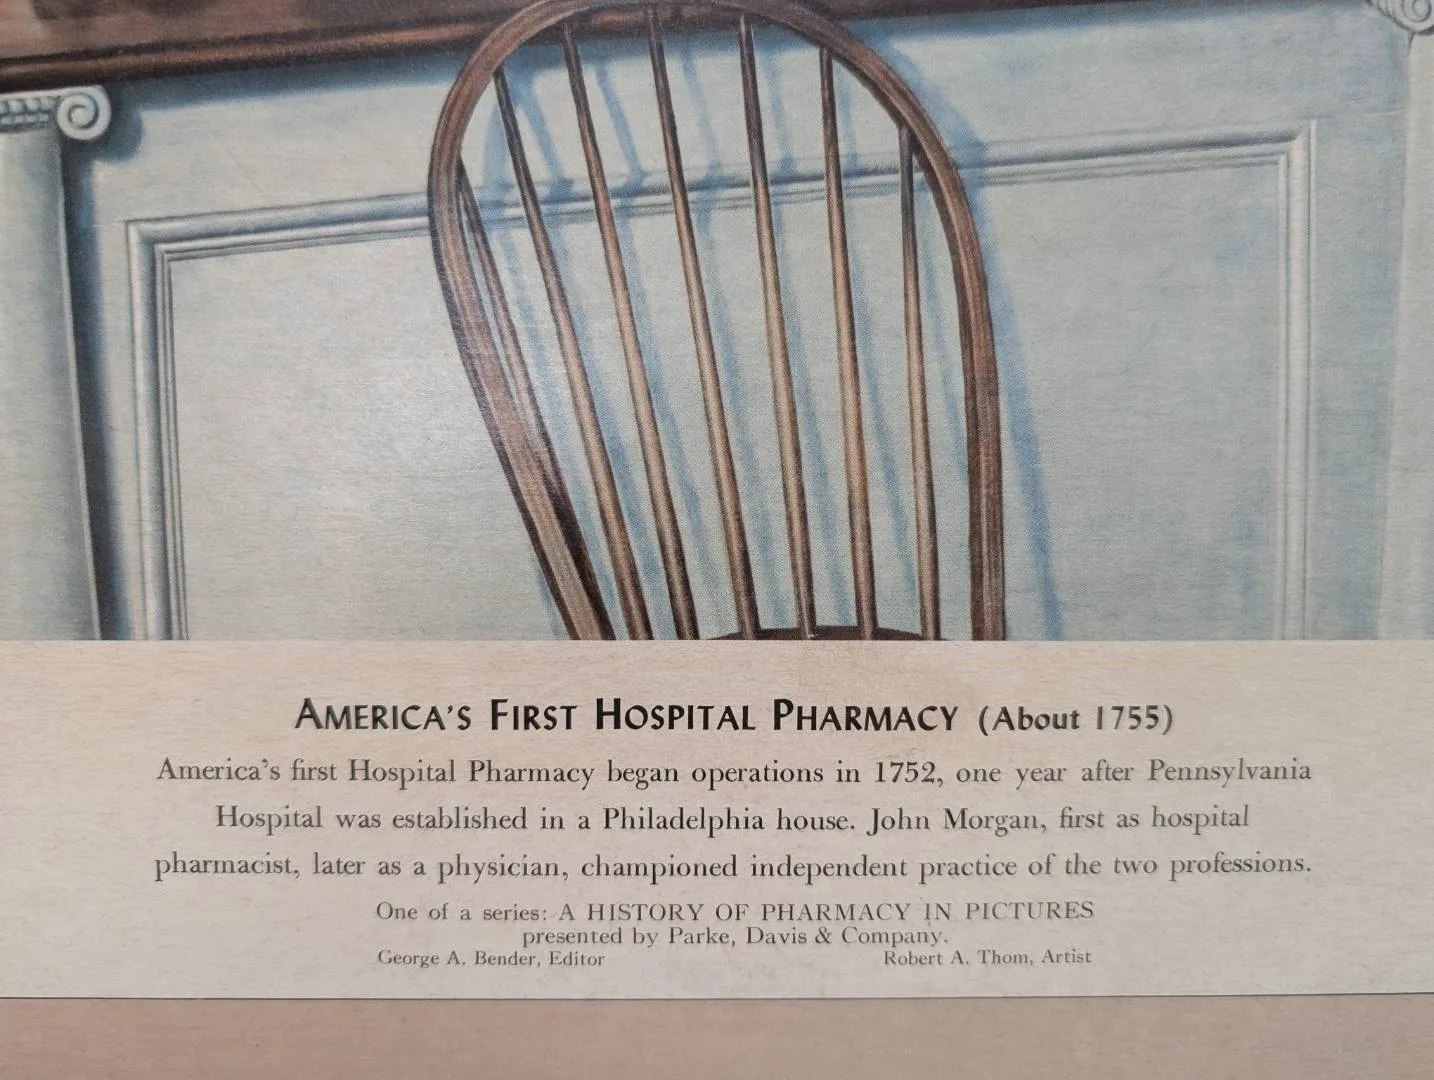 America's First Hospital Pharmacy (About 1755)
America's first Hospital Pharmacy began operations in 1752, one year after Pennsylvania
Hospital was established in a Philadelphia house. John Morgan, first as hospital
pharmacist, later as a physician, championed independent practice of the two professions.
One of a series: A HISTORY OF PHARMACY IN PICTURES
presented by Parke, Davis & Company.
George A. Bender, Editor Robert A. Thom, Artist